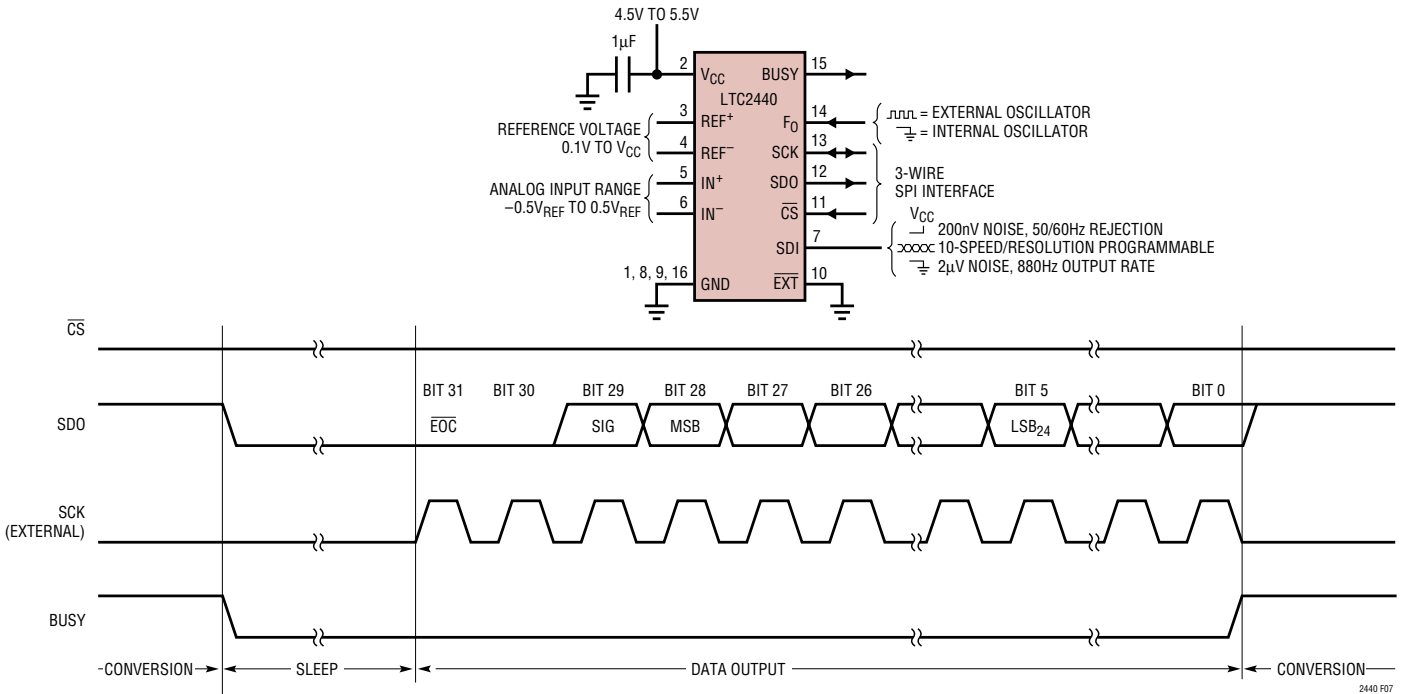 4.5V TO 5.5V
1µF
2
VCC
BUSY
15
LTC2440
REFERENCE VOLTAGE
0.1V TO VCC
3
REF+
4
REF−
FO
14
= EXTERNAL OSCILLATOR
= INTERNAL OSCILLATOR
ANALOG INPUT RANGE
−0.5VREF TO 0.5VREF
5
IN+
6
IN−
SCK
13
SDO
12
CS
11
3-WIRE
SPI INTERFACE
SDI
7
VCC
200nV NOISE, 50/60Hz REJECTION
10-SPEED/RESOLUTION PROGRAMMABLE
2µV NOISE, 880Hz OUTPUT RATE
1, 8, 9, 16
GND
EXT
10
CS
BIT 31
BIT 30
BIT 29
BIT 28
BIT 27
BIT 26
BIT 5
BIT 0
SDO
EOC
SIG
MSB
LSB24
SCK
(EXTERNAL)
BUSY
CONVERSION
SLEEP
DATA OUTPUT
CONVERSION
2440 F07